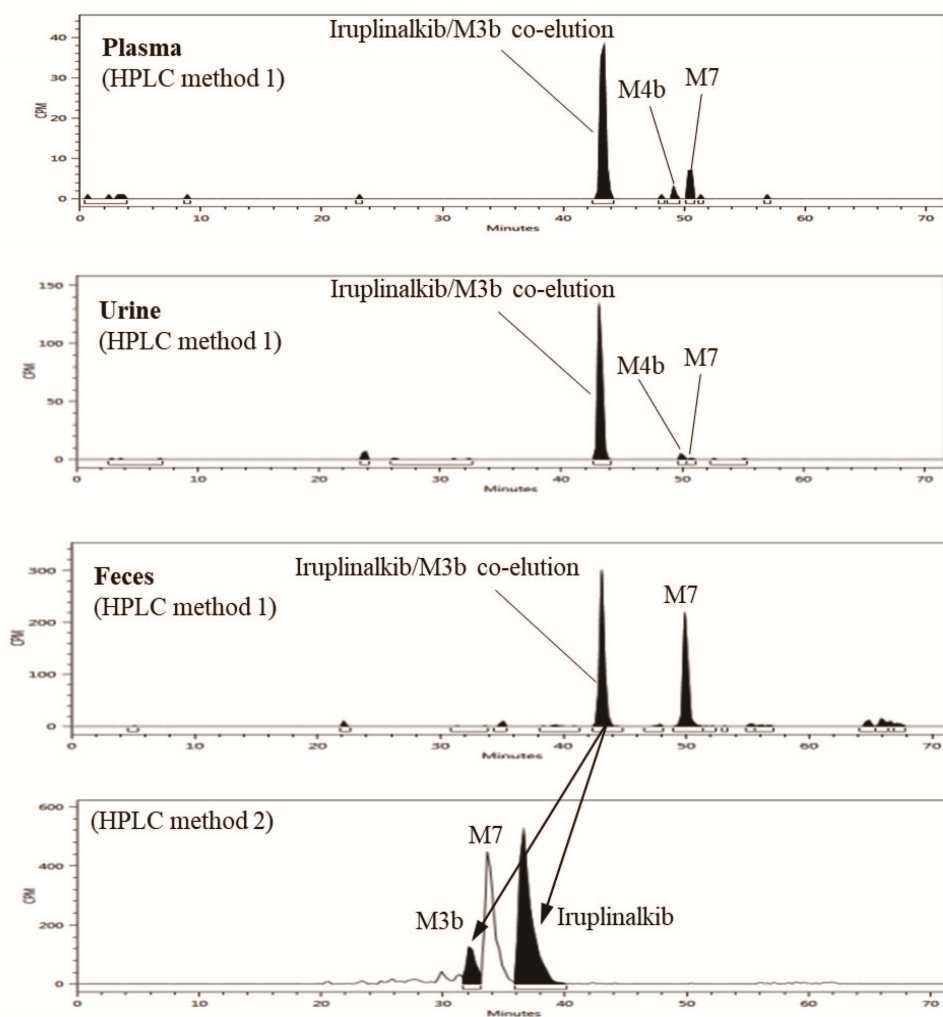 Iruplinalkib/M3b co-elution
Plasma
(HPLC method 1)
M4b
M7
CPM
40
30
20
10
0
0 10 20 30 40 50 60 70
Minutes
Iruplinalkib/M3b co-elution
Urine
(HPLC method 1)
M4b
M7
CPM
150
100
50
0
0 10 20 30 40 50 60 70
Minutes
Iruplinalkib/M3b co-elution
Feces
(HPLC method 1)
M7
CPM
300
200
100
0
0 10 20 30 40 50 60 70
Minutes
(HPLC method 2)
M7
M3b
Iruplinalkib
CPM
600
400
200
0
0 10 20 30 40 50 60 70
Minutes